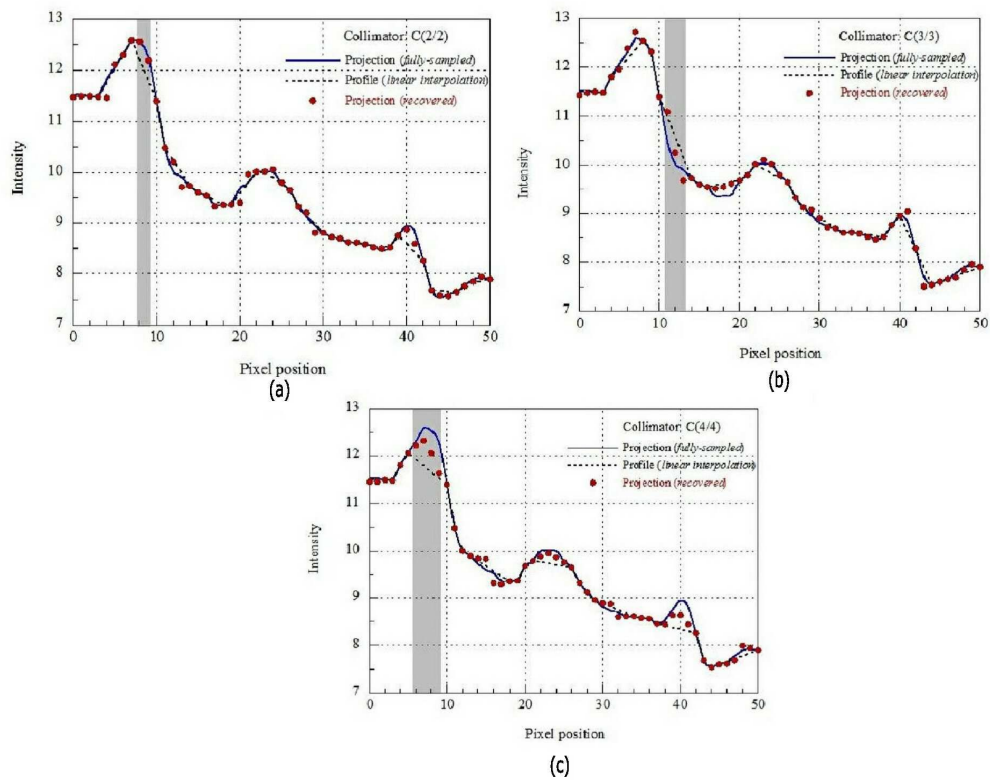 13
12
11
10
9
8
7
Intensity
Collimator: C(2/2)
Projection (fully-sampled)
Profile (linear interpolation)
Projection (recovered)
0 10 20 30 40 50
Pixel position
(a)
13
12
11
10
9
8
7
Intensity
Collimator: C(3/3)
Projection (fully-sampled)
Profile (linear interpolation)
Projection (recovered)
0 10 20 30 40 50
Pixel position
(b)
13
12
11
10
9
8
7
Intensity
Collimator: C(4/4)
Projection (fully-sampled)
Profile (linear interpolation)
Projection (recovered)
0 10 20 30 40 50
Pixel position
(c)